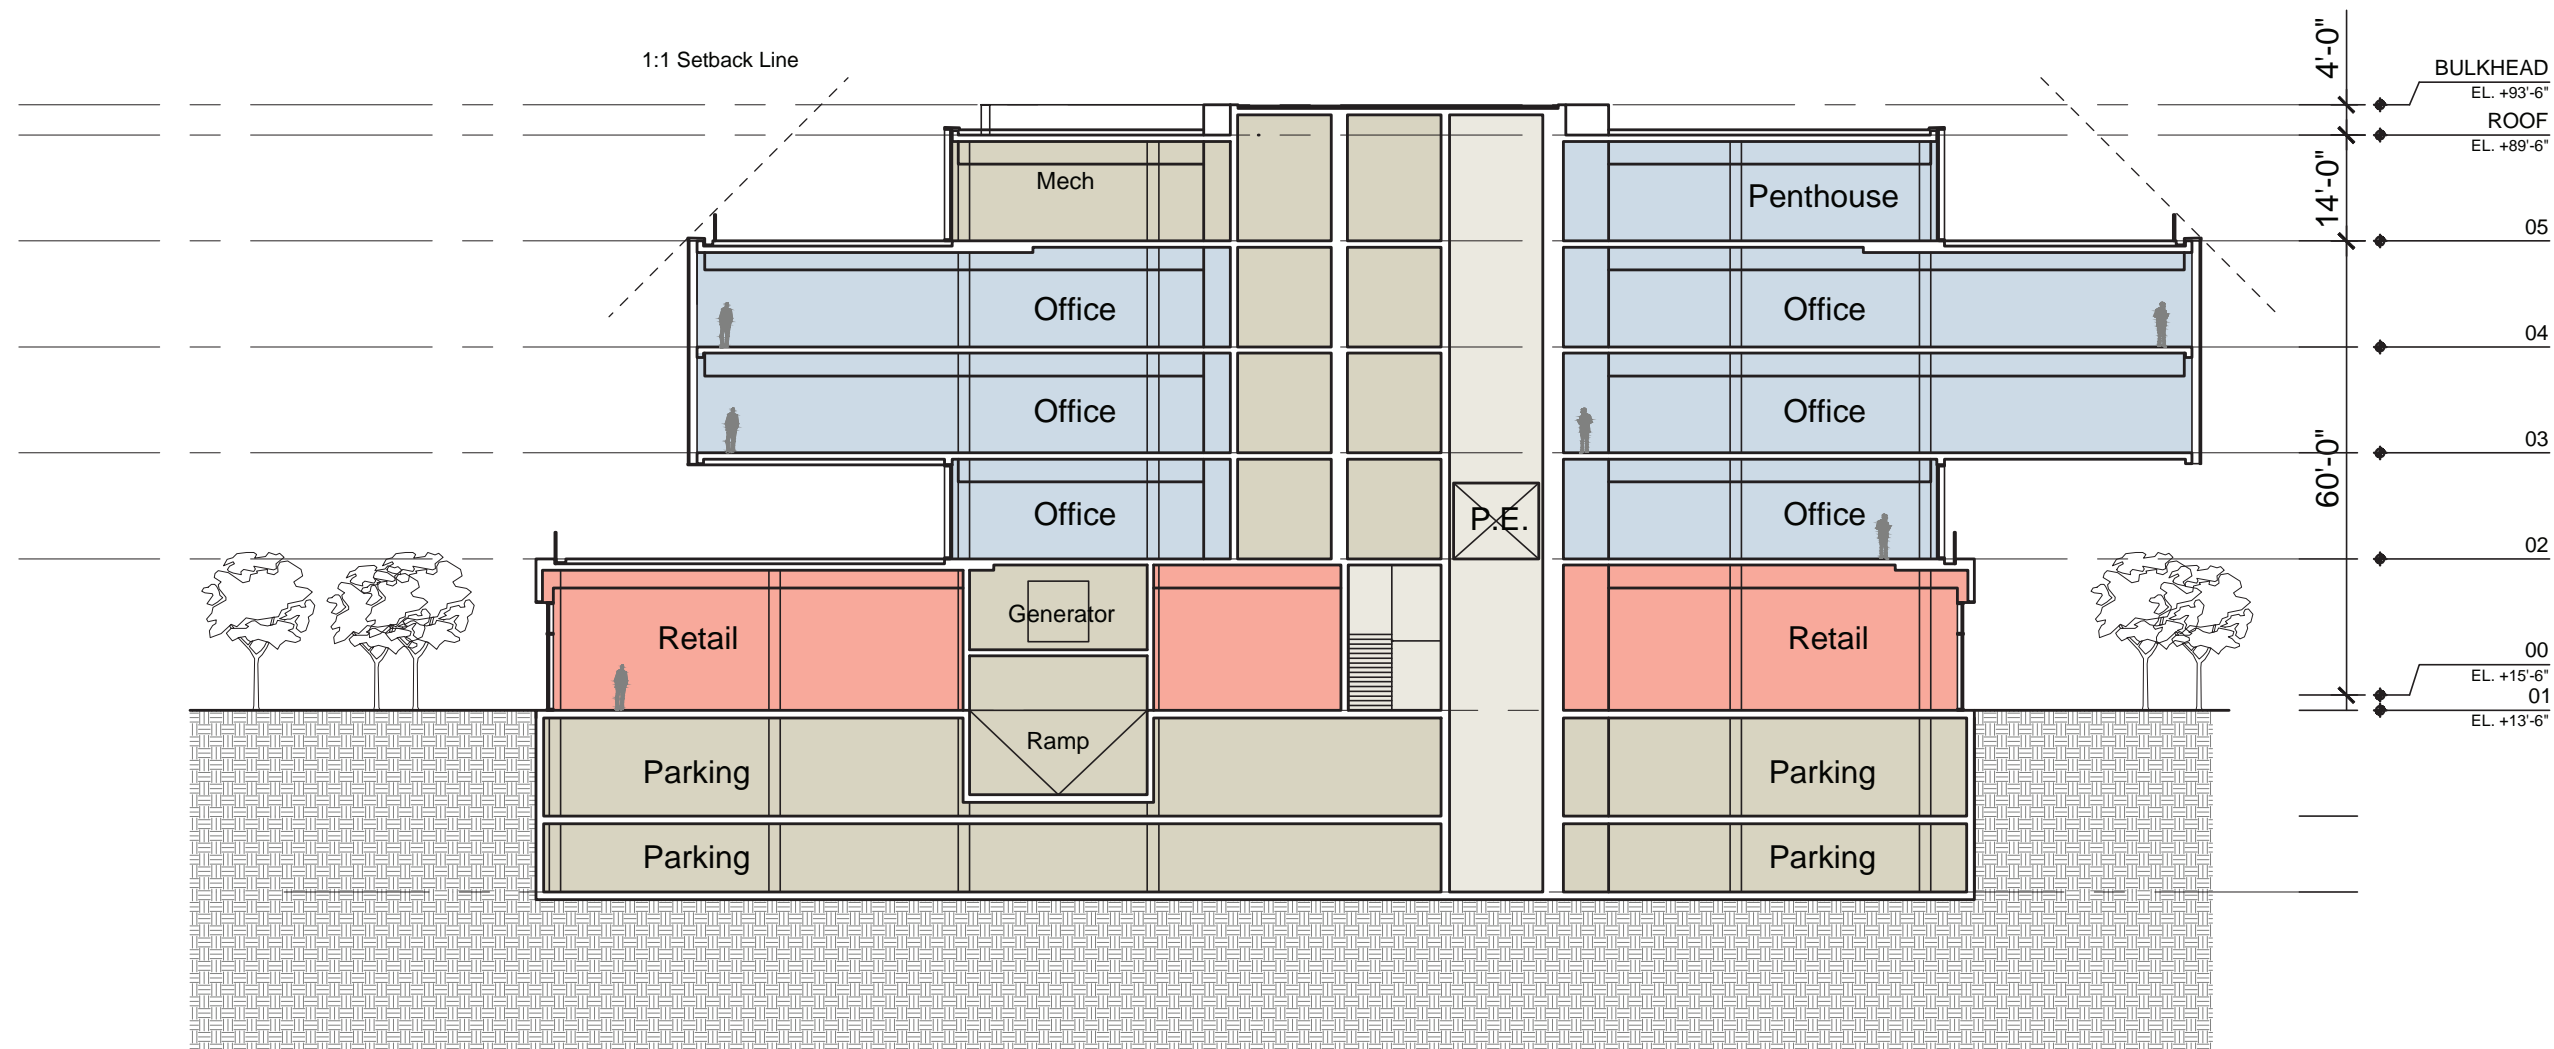 4'-0"
1:1 Setback Line
BULKHEAD
EL. +93'-6"
ROOF
EL. +89'-6"
Mech
Penthouse
14'-0"
05
Office
Office
04
Office
Office
03
60'-0"
Office
P.E.
Office
02
Generator
Retail
Retail
00
EL. +15'-6"
01
EL. +13'-6"
Ramp
Parking
Parking
Parking
Parking